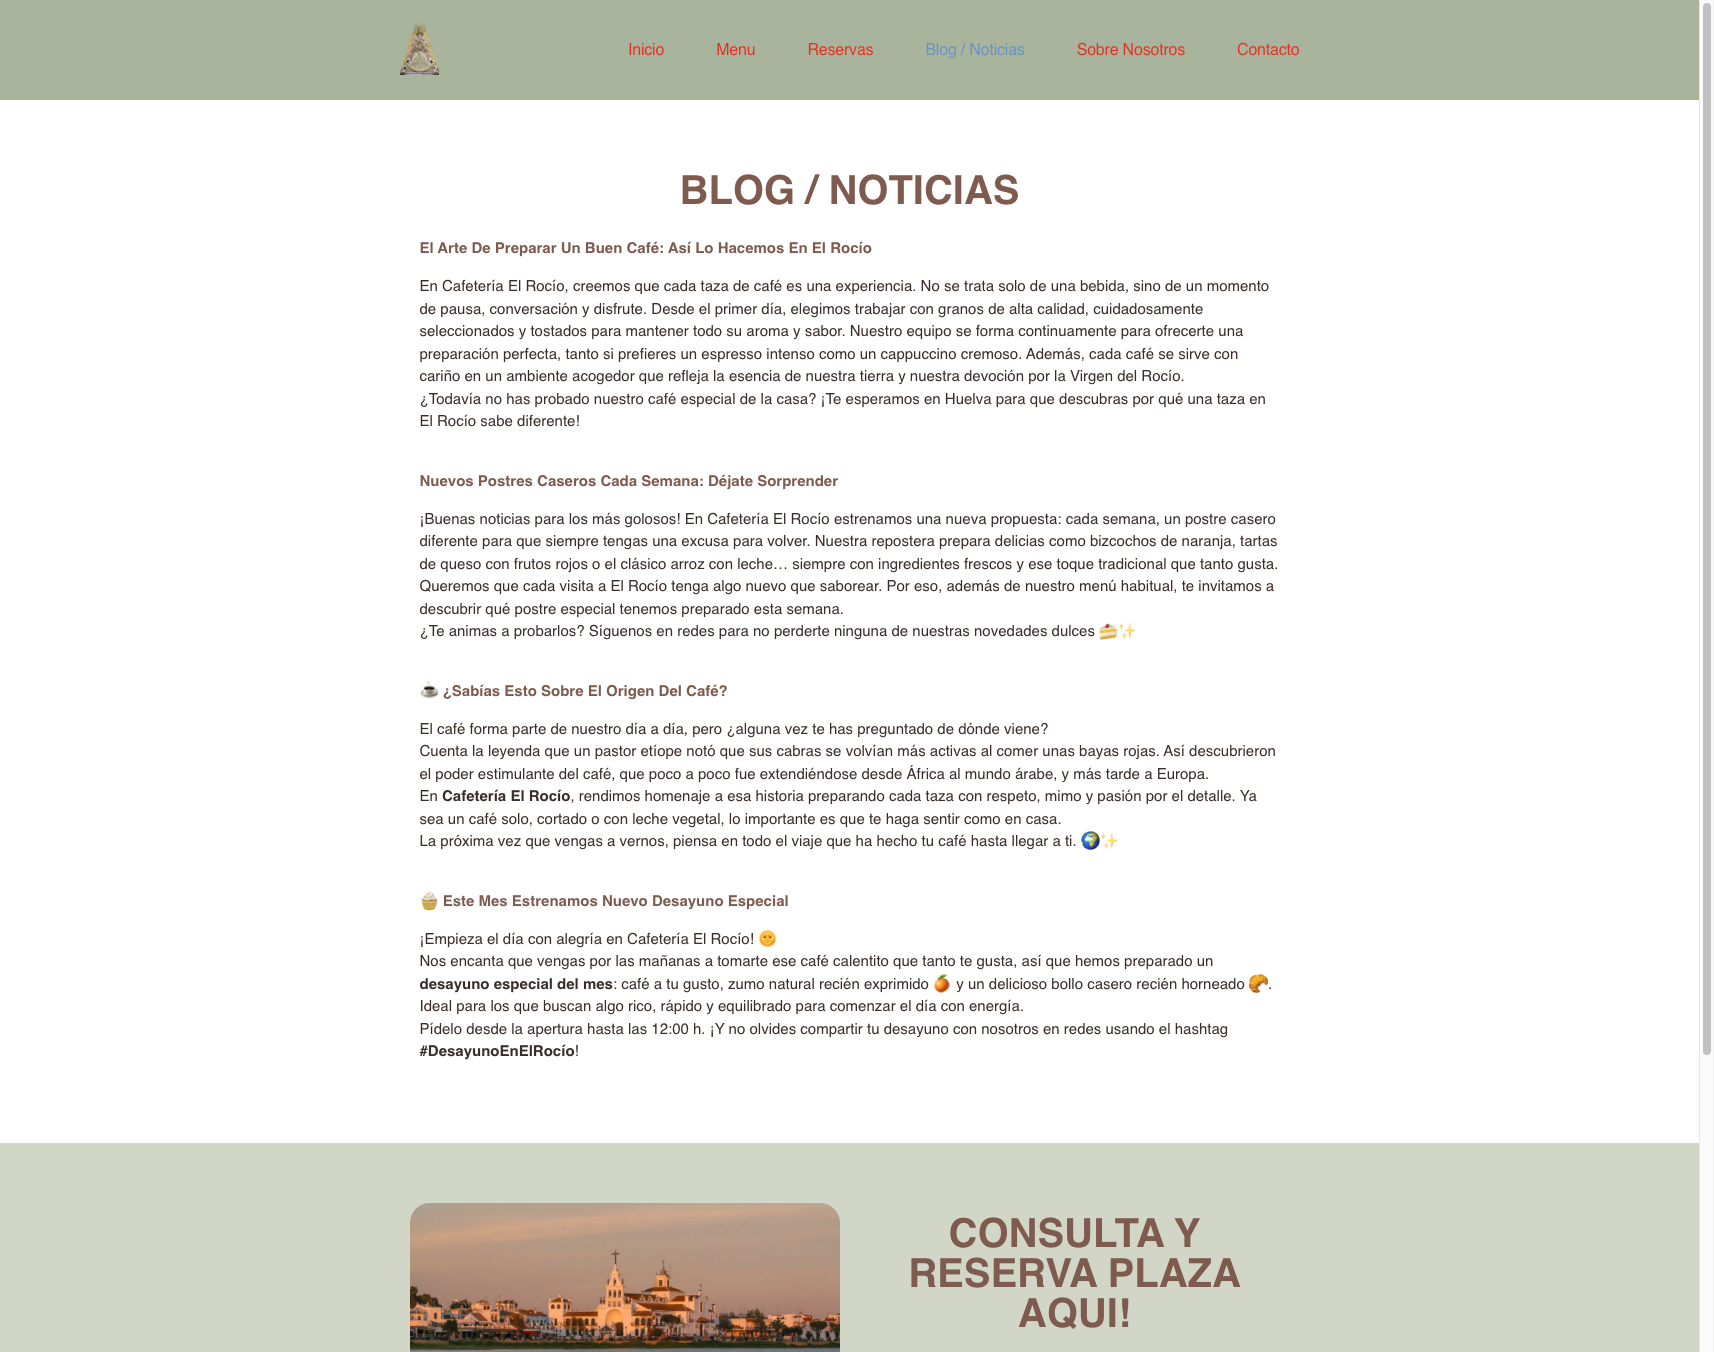 Inicio Menu Reservas Blog / Noticias Sobre Nosotros Contacto
BLOG / NOTICIAS
El Arte De Preparar Un Buen Café: Así Lo Hacemos En El Rocío
En Cafetería El Rocío, creemos que cada taza de café es una experiencia. No se trata solo de una bebida, sino de un momento
de pausa, conversación y disfrute. Desde el primer día, elegimos trabajar con granos de alta calidad, cuidadosamente
seleccionados y tostados para mantener todo su aroma y sabor. Nuestro equipo se forma continuamente para ofrecerte una
preparación perfecta, tanto si prefieres un espresso intenso como un cappuccino cremoso. Además, cada café se sirve con
cariño en un ambiente acogedor que refleja la esencia de nuestra tierra y nuestra devoción por la Virgen del Rocío.
¿Todavía no has probado nuestro café especial de la casa? ¡Te esperamos en Huelva para que descubras por qué una taza en
El Rocío sabe diferente!
Nuevos Postres Caseros Cada Semana: Déjate Sorprender
¡Buenas noticias para los más golosos! En Cafetería El Rocío estrenamos una nueva propuesta: cada semana, un postre casero
diferente para que siempre tengas una excusa para volver. Nuestra repostera prepara delicias como bizcochos de naranja, tartas
de queso con frutos rojos o el clásico arroz con leche… siempre con ingredientes frescos y ese toque tradicional que tanto gusta.
Queremos que cada visita a El Rocío tenga algo nuevo que saborear. Por eso, además de nuestro menú habitual, te invitamos a
descubrir qué postre especial tenemos preparado esta semana.
¿Te animas a probarlos? Síguenos en redes para no perderte ninguna de nuestras novedades dulces 🍰✨
☕ ¿Sabías Esto Sobre El Origen Del Café?
El café forma parte de nuestro día a día, pero ¿alguna vez te has preguntado de dónde viene?
Cuenta la leyenda que un pastor etíope notó que sus cabras se volvían más activas al comer unas bayas rojas. Así descubrieron
el poder estimulante del café, que poco a poco fue extendiéndose desde África al mundo árabe, y más tarde a Europa.
En Cafetería El Rocío, rendimos homenaje a esa historia preparando cada taza con respeto, mimo y pasión por el detalle. Ya
sea un café solo, cortado o con leche vegetal, lo importante es que te haga sentir como en casa.
La próxima vez que vengas a vernos, piensa en todo el viaje que ha hecho tu café hasta llegar a ti. 🌍✨
🧁 Este Mes Estrenamos Nuevo Desayuno Especial
¡Empieza el día con alegría en Cafetería El Rocío! 🌞
Nos encanta que vengas por las mañanas a tomarte ese café calentito que tanto te gusta, así que hemos preparado un
desayuno especial del mes: café a tu gusto, zumo natural recién exprimido 🍊 y un delicioso bollo casero recién horneado 🥐.
Ideal para los que buscan algo rico, rápido y equilibrado para comenzar el día con energía.
Pídelo desde la apertura hasta las 12:00 h. ¡Y no olvides compartir tu desayuno con nosotros en redes usando el hashtag
#DesayunoEnElRocío!
CONSULTA Y
RESERVA PLAZA
AQUI!